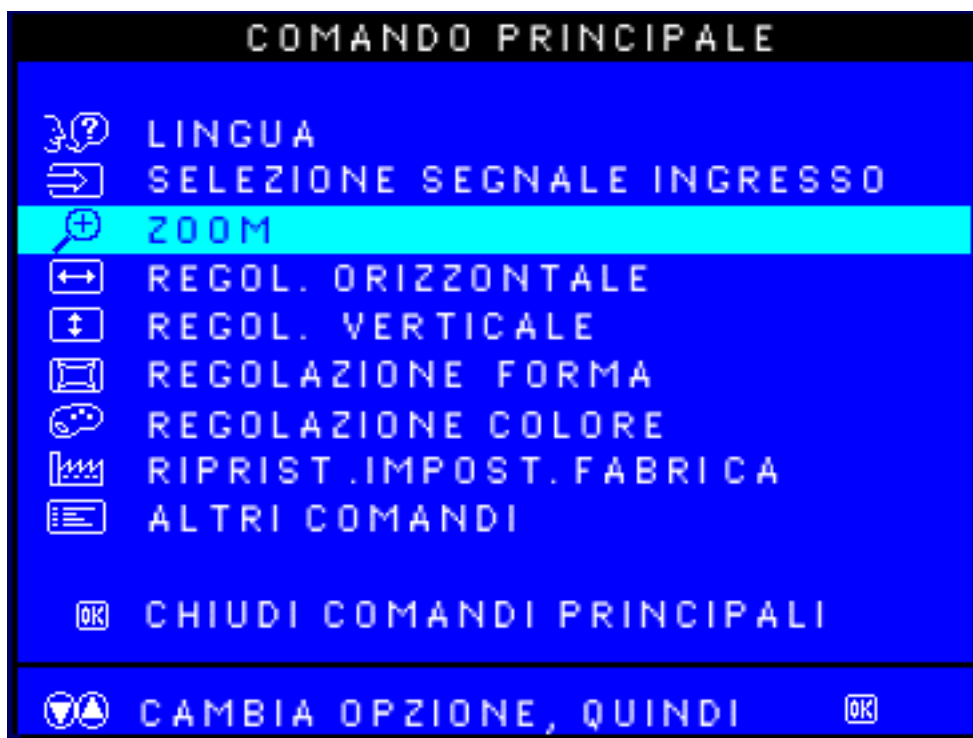 COMANDO PRINCIPALE
LINGUA
SELEZIONE SEGNALE INGRESSO
ZOOM
REGOL. ORIZZONTALE
REGOL. VERTICALE
REGOLAZIONE FORMA
REGOLAZIONE COLORE
RIPRIST.IMPOST.FABRICA
ALTRI COMANDI
OK CHIUDI COMANDI PRINCIPALI
CAMBIA OPZIONE, QUINDI OK